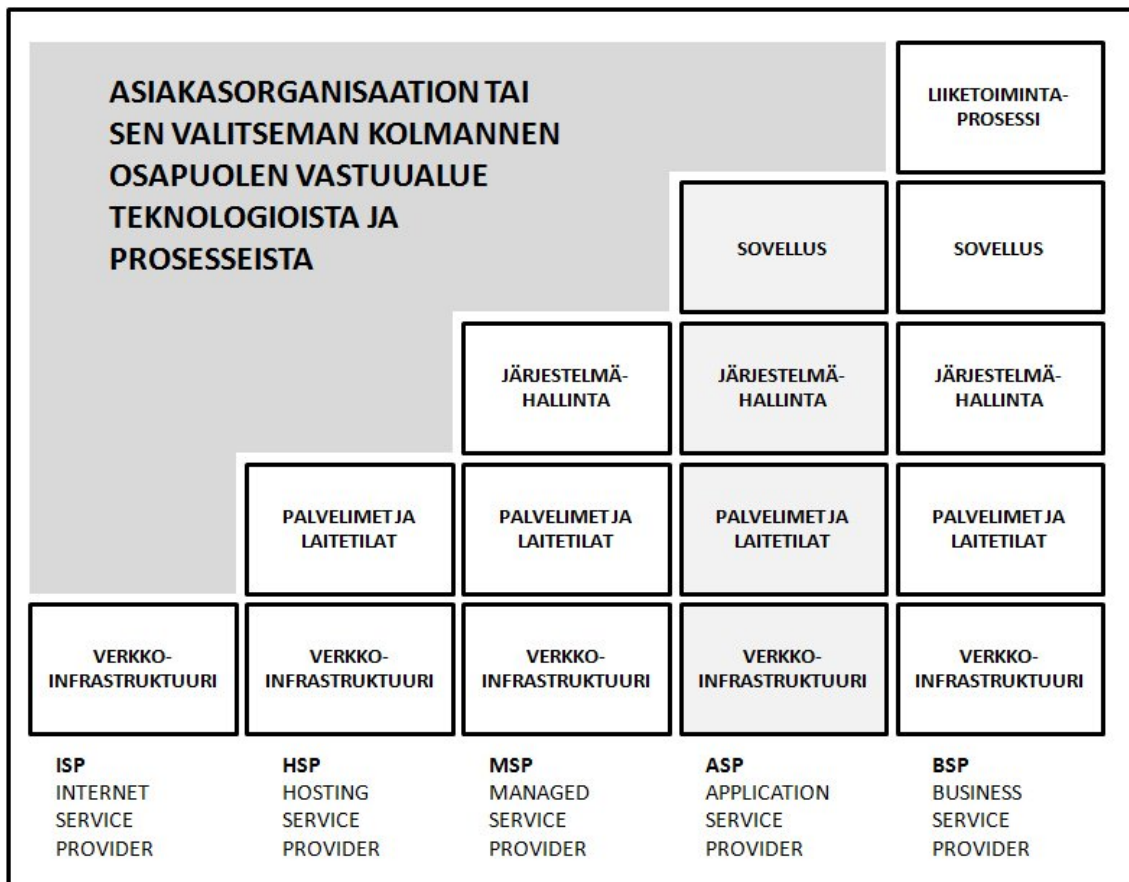 ASIAKASORGANISAATION TAI
SEN VALITSEMAN KOLMANNEN
OSAPUOLEN VASTUUALUE
TEKNOLOGIOISTA JA
PROSESSEISTA
LIIKETOIMINTA-
PROSESSI
SOVELLUS
SOVELLUS
JÄRJESTELMÄ-
HALLINTA
JÄRJESTELMÄ-
HALLINTA
JÄRJESTELMÄ-
HALLINTA
PALVELIMET JA
LAITETILAT
PALVELIMET JA
LAITETILAT
PALVELIMET JA
LAITETILAT
PALVELIMET JA
LAITETILAT
VERKKO-
INFRASTRUKTUURI
VERKKO-
INFRASTRUKTUURI
VERKKO-
INFRASTRUKTUURI
VERKKO-
INFRASTRUKTUURI
VERKKO-
INFRASTRUKTUURI
ISP
INTERNET
SERVICE
PROVIDER
HSP
HOSTING
SERVICE
PROVIDER
MSP
MANAGED
SERVICE
PROVIDER
ASP
APPLICATION
SERVICE
PROVIDER
BSP
BUSINESS
SERVICE
PROVIDER